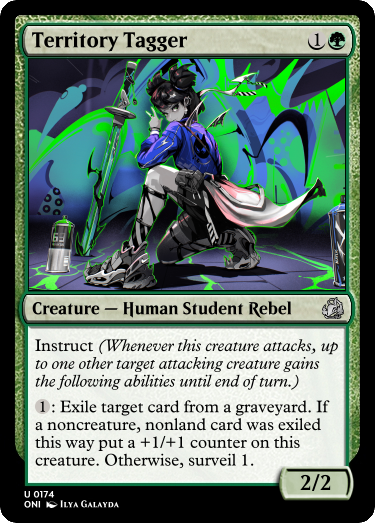 Territory Tagger 1
Creature — Human Student Rebel
Instruct (Whenever this creature attacks, up
to one other target attacking creature gains
the following abilities until end of turn.)
1: Exile target card from a graveyard. If
a noncreature, nonland card was exiled
this way put a +1/+1 counter on this
creature. Otherwise, surveil 1.
2/2
U 0174
ONI Ilya Galayda